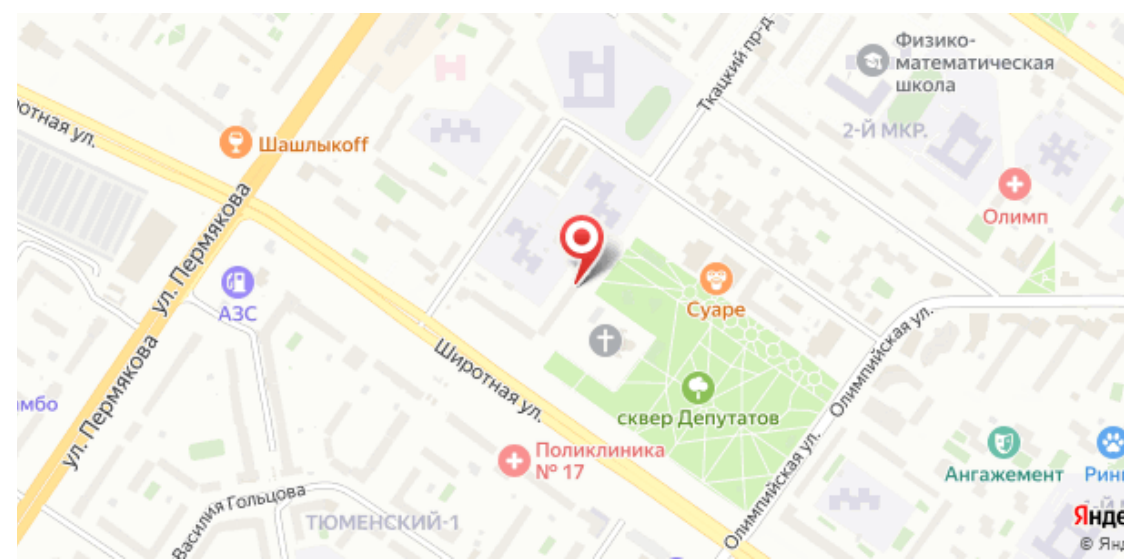 Физико-
математическая
школа
Ткацкий пр-д
отная ул.
Шашлыкоff
2-Й МКР.
Олимп
ул. Пермякова
АЗС
Суаре
Олимпийская ул.
Широтная ул.
ул. Пермякова
мбо
сквер Депутатов
Поликлиника
№ 17
Ангажемент
Рин
Олимпийская ул.
Василия Гольцова
ТЮМЕНСКИЙ-1
Янде
© Ян